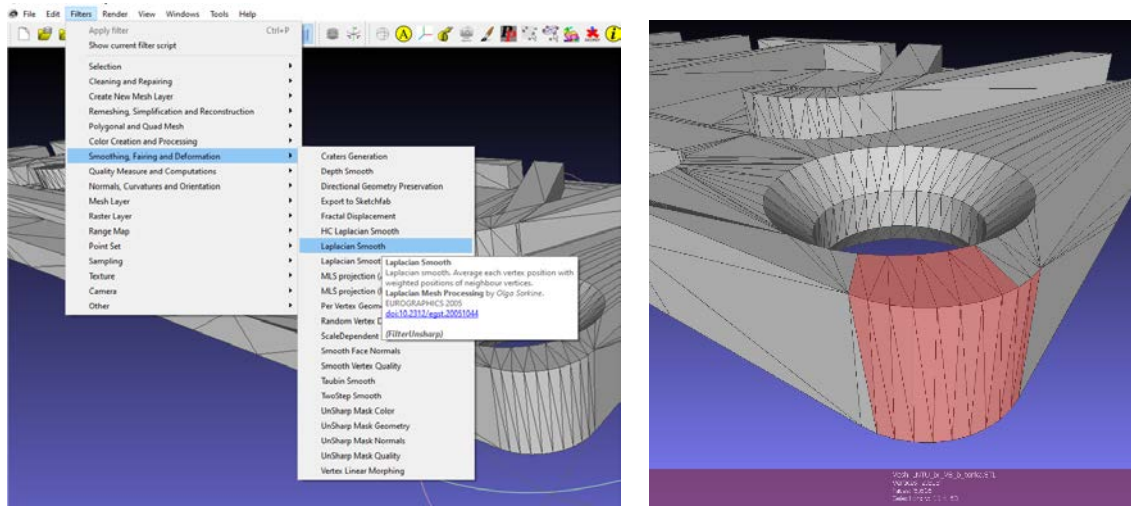 File Edit Filters Render View Windows Tools Help
Apply filter Ctrl+P
Show current filter script
Selection
Cleaning and Repairing
Create New Mesh Layer
Remeshing, Simplification and Reconstruction
Polygonal and Quad Mesh
Color Creation and Processing
Smoothing, Fairing and Deformation
Quality Measure and Computations
Normals, Curvatures and Orientation
Mesh Layer
Raster Layer
Range Map
Point Set
Sampling
Texture
Camera
Other
Craters Generation
Depth Smooth
Directional Geometry Preservation
Export to Sketchfab
Fractal Displacement
HC Laplacian Smooth
Laplacian Smooth
Laplacian Smoot
MLS projection
MLS projection
Per Vertex Geom
Random Vertex D
ScaleDependent
Smooth Face Normals
Smooth Vertex Quality
Taubin Smooth
TwoStep Smooth
UnSharp Mask Color
UnSharp Mask Geometry
UnSharp Mask Normals
UnSharp Mask Quality
Vertex Linear Morphing
Laplacian Smooth
Laplacian smooth. Average each vertex position with
weighted positions of neighbour vertices.
Laplacian Mesh Processing by Olga Sorkine.
EUROGRAPHICS 2005
doi:10.2312/egst.20051044
(FilterUnsharp)
A
i